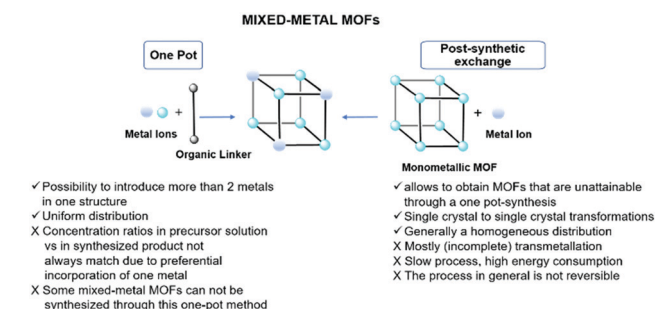 MIXED-METAL MOFs
One Pot
Metal Ions
+
Organic Linker
Post-synthetic
exchange
+
Metal Ion
Monometallic MOF
✓ Possibility to introduce more than 2 metals
in one structure
✓ Uniform distribution
X Concentration ratios in precursor solution
vs in synthesized product not
always match due to preferential
incorporation of one metal
X Some mixed-metal MOFs can not be
synthesized through this one-pot method
✓ allows to obtain MOFs that are unattainable
through a one pot-synthesis
✓ Single crystal to single crystal transformations
✓ Generally a homogeneous distribution
X Mostly (incomplete) transmetallation
X Slow process, high energy consumption
X The process in general is not reversible